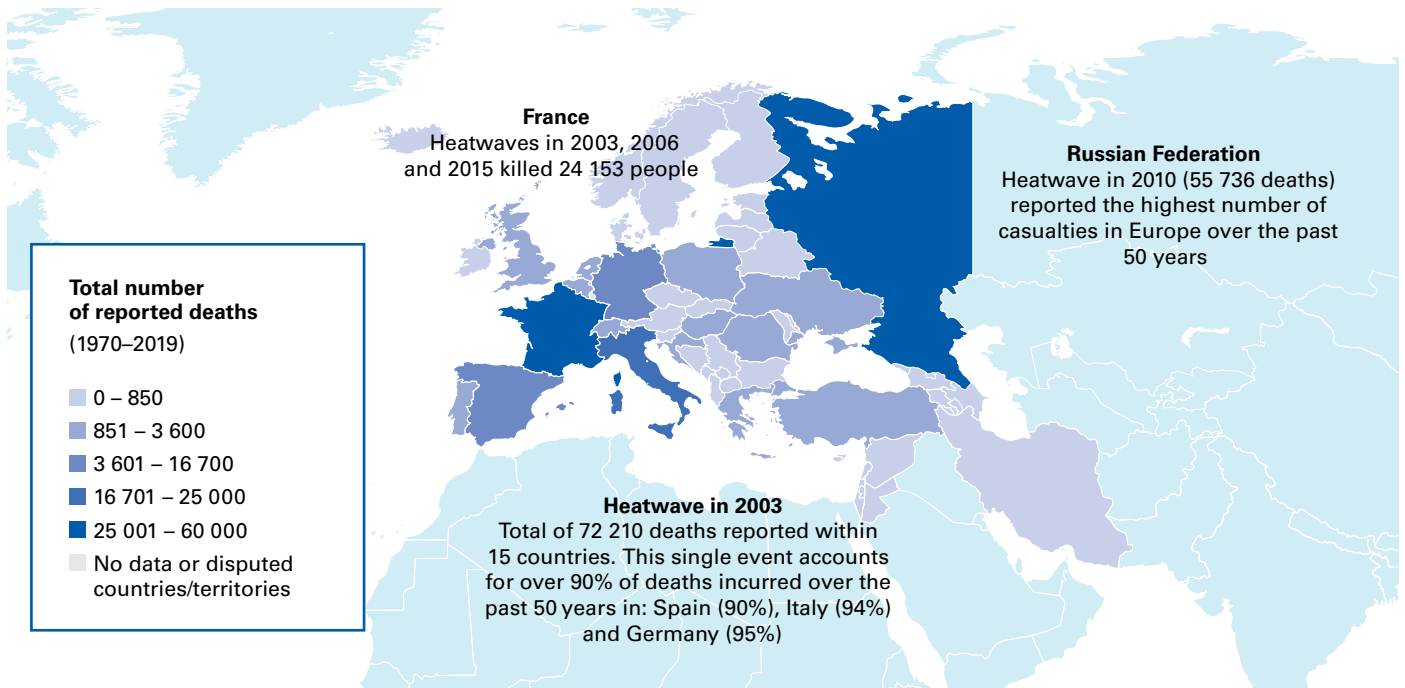 France
Heatwaves in 2003, 2006
and 2015 killed 24 153 people
Russian Federation
Heatwave in 2010 (55 736 deaths)
reported the highest number of
casualties in Europe over the past
50 years
Total number
of reported deaths
(1970–2019)
0 – 850
851 – 3 600
3 601 – 16 700
16 701 – 25 000
25 001 – 60 000
No data or disputed
countries/territories
Heatwave in 2003
Total of 72 210 deaths reported within
15 countries. This single event accounts
for over 90% of deaths incurred over the
past 50 years in: Spain (90%), Italy (94%)
and Germany (95%)